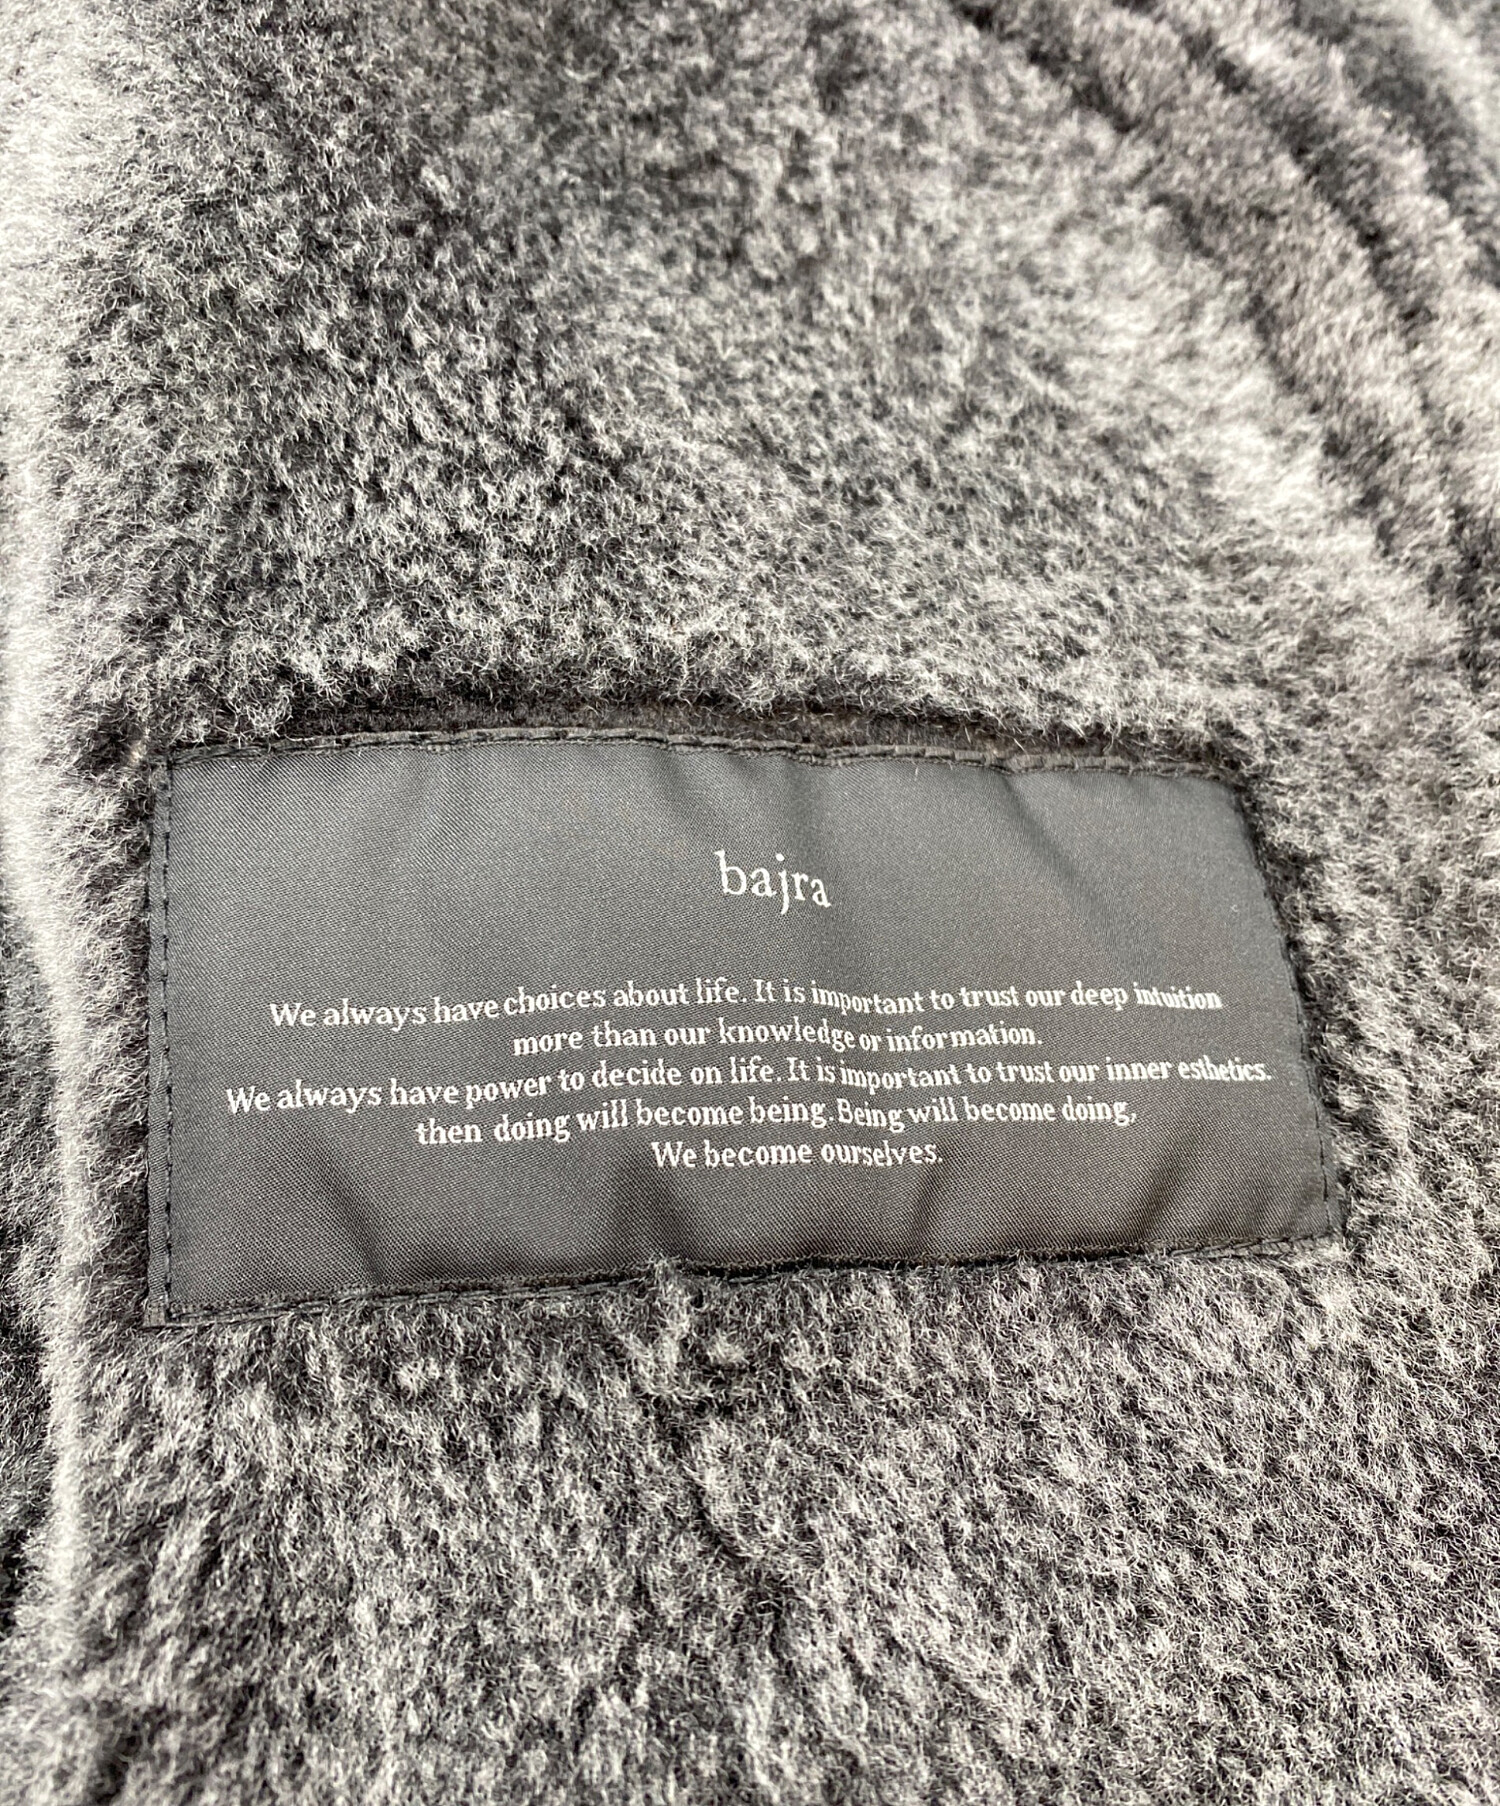 bajra
We always have choices about life. It is important to trust our deep intuition
more than our knowledge or information.
We always have power to decide on life. It is important to trust our inner esthetics.
then doing will become being. Being will become doing,
We become ourselves.